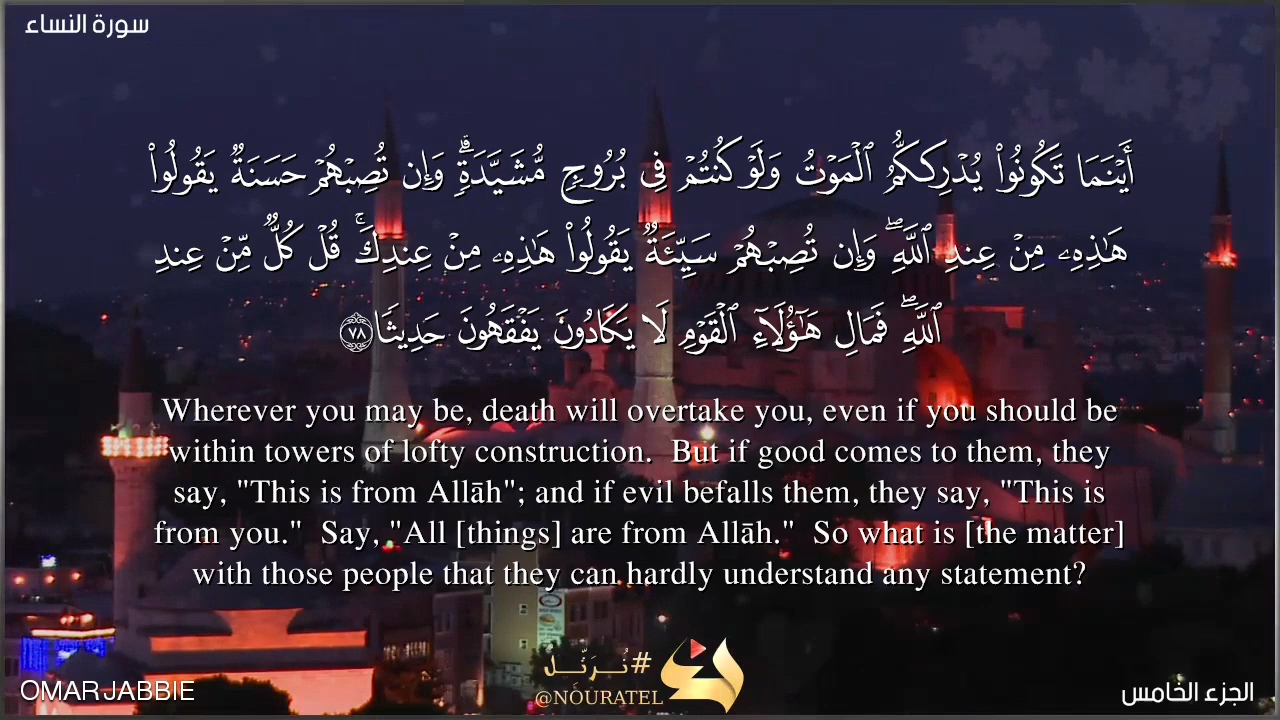 سورة النساء
أَيْنَمَا تَكُونُوا۟ يُدْرِككُّمُ ٱلْمَوْتُ وَلَوْ كُنتُمْ فِى بُرُوجٍ مُّشَيَّدَةٍۗ وَإِن تُصِبْهُمْ حَسَنَةٌ يَقُولُوا۟
هَـٰذِهِۦ مِنْ عِندِ ٱللَّهِۖ وَإِن تُصِبْهُمْ سَيِّئَةٌ يَقُولُوا۟ هَـٰذِهِۦ مِنْ عِندِكَۚ قُلْ كُلٌّ مِّنْ عِندِ
ٱللَّهِۖ فَمَالِ هَـٰٓؤُلَآءِ ٱلْقَوْمِ لَا يَكَادُونَ يَفْقَهُونَ حَدِيثًا ٧٨
Wherever you may be, death will overtake you, even if you should be
within towers of lofty construction.  But if good comes to them, they
say, "This is from Allāh"; and if evil befalls them, they say, "This is
from you."  Say, "All [things] are from Allāh."  So what is [the matter]
with those people that they can hardly understand any statement?
#نُرَتِّلُ
@NOURATEL
OMAR JABBIE
الجزء الخامس